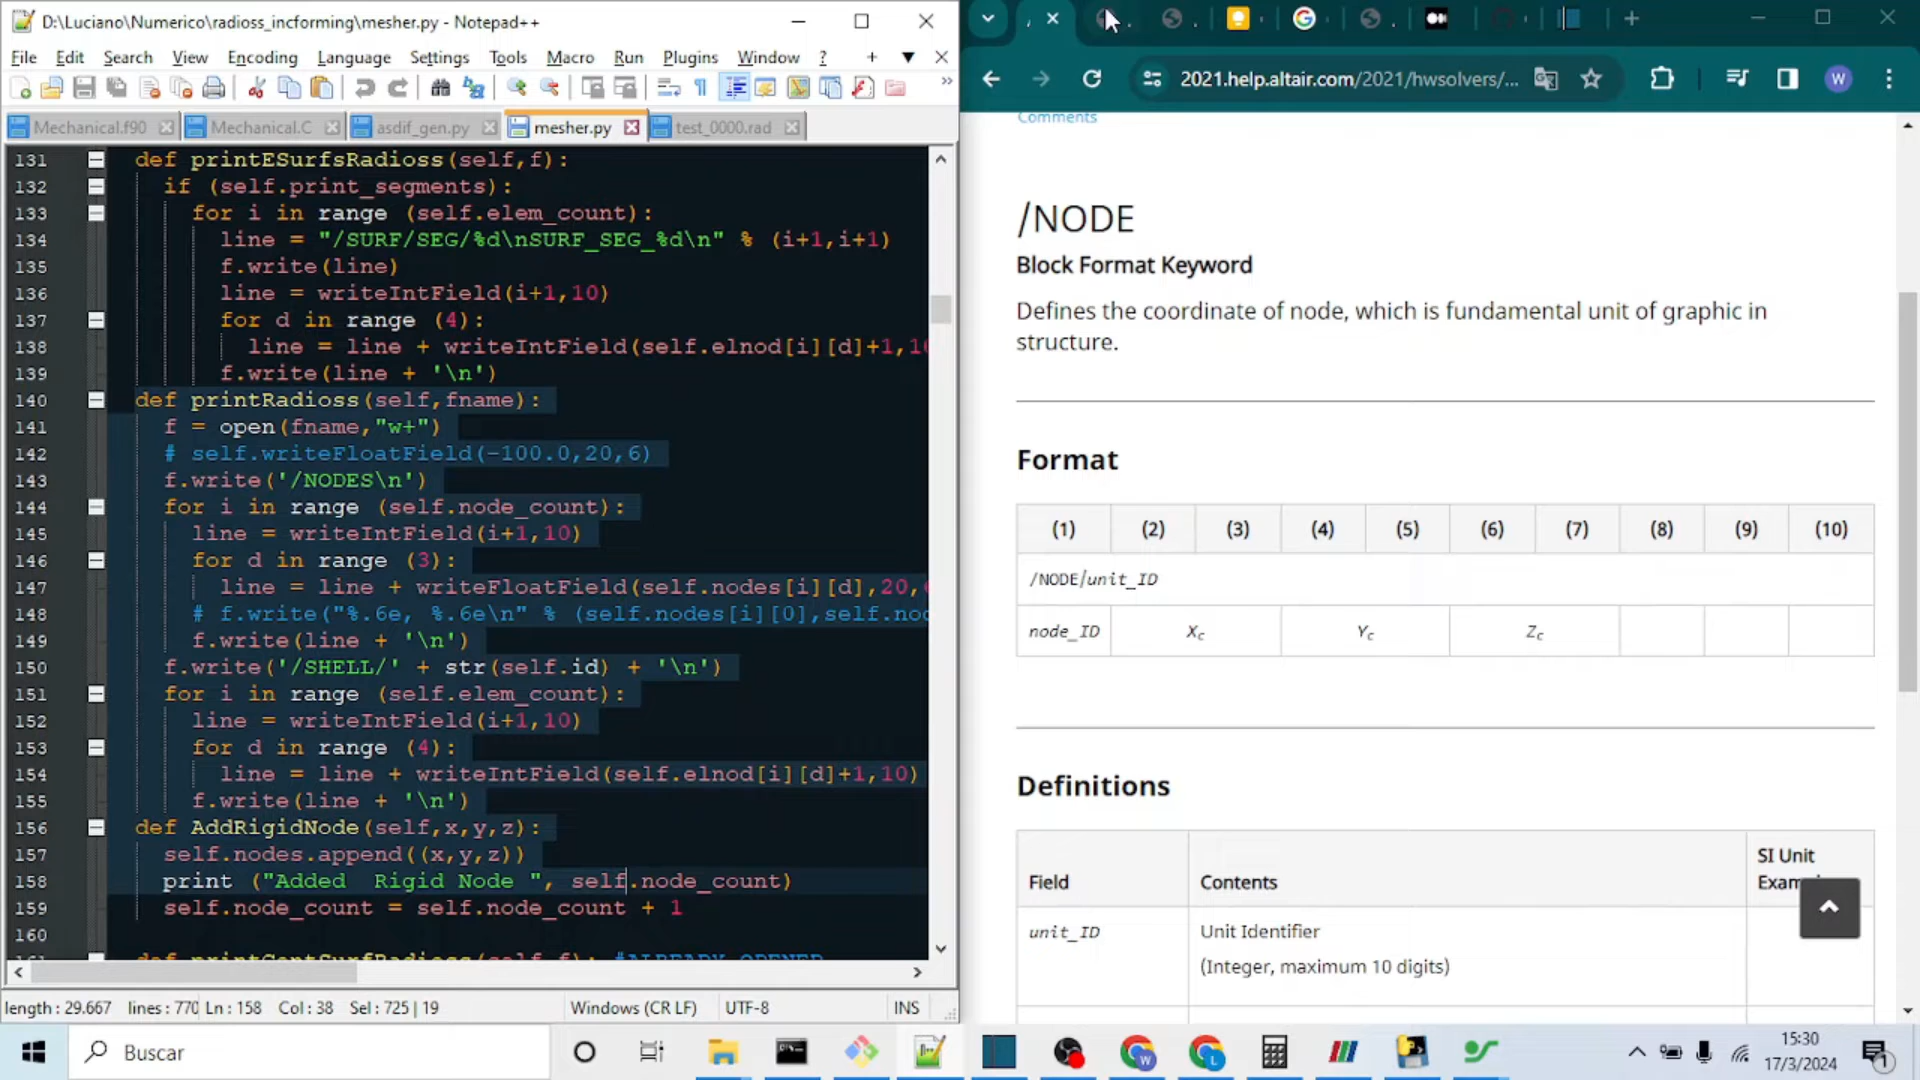 D:\Luciano\Numerico\radioss_incforming\mesher.py - Notepad++
File Edit Search View Encoding Language Settings Tools Macro Run Plugins Window ? +
Mechanical.f90 Mechanical.C asdif_gen.py mesher.py test_0000.rad
131 def printESurfsRadioss(self,f):
132 if (self.print_segments):
133 for i in range (self.elem_count):
134 line = "/SURF/SEG/%d\nSURF_SEG_%d\n" % (i+1,i+1)
135 f.write(line)
136 line = writeIntField(i+1,10)
137 for d in range (4):
138 line = line + writeIntField(self.elnod[i][d]+1,1
139 f.write(line + '\n')
140 def printRadioss(self,fname):
141 f = open(fname,"w+")
142 # self.writeFloatField(-100.0,20,6)
143 f.write('/NODES\n')
144 for i in range (self.node_count):
145 line = writeIntField(i+1,10)
146 for d in range (3):
147 line = line + writeFloatField(self.nodes[i][d],20,
148 # f.write("%.6e, %.6e\n" % (self.nodes[i][0],self.no
149 f.write(line + '\n')
150 f.write('/SHELL/' + str(self.id) + '\n')
151 for i in range (self.elem_count):
152 line = writeIntField(i+1,10)
153 for d in range (4):
154 line = line + writeIntField(self.elnod[i][d]+1,10)
155 f.write(line + '\n')
156 def AddRigidNode(self,x,y,z):
157 self.nodes.append((x,y,z))
158 print ("Added Rigid Node ", self.node_count)
159 self.node_count = self.node_count + 1
160
length : 29.667 lines : 770 Ln : 158 Col : 38 Sel : 725 | 19 Windows (CR LF) UTF-8 INS
2021.help.altair.com/2021/hwsolvers/... W
Comments
/NODE
Block Format Keyword
Defines the coordinate of node, which is fundamental unit of graphic in
structure.
Format
(1) (2) (3) (4) (5) (6) (7) (8) (9) (10)
/NODE/unit_ID
node_ID Xc Yc Zc
Definitions
Field Contents SI Unit
unit_ID Unit Identifier
(Integer, maximum 10 digits)
Buscar
15:30
17/3/2024
1